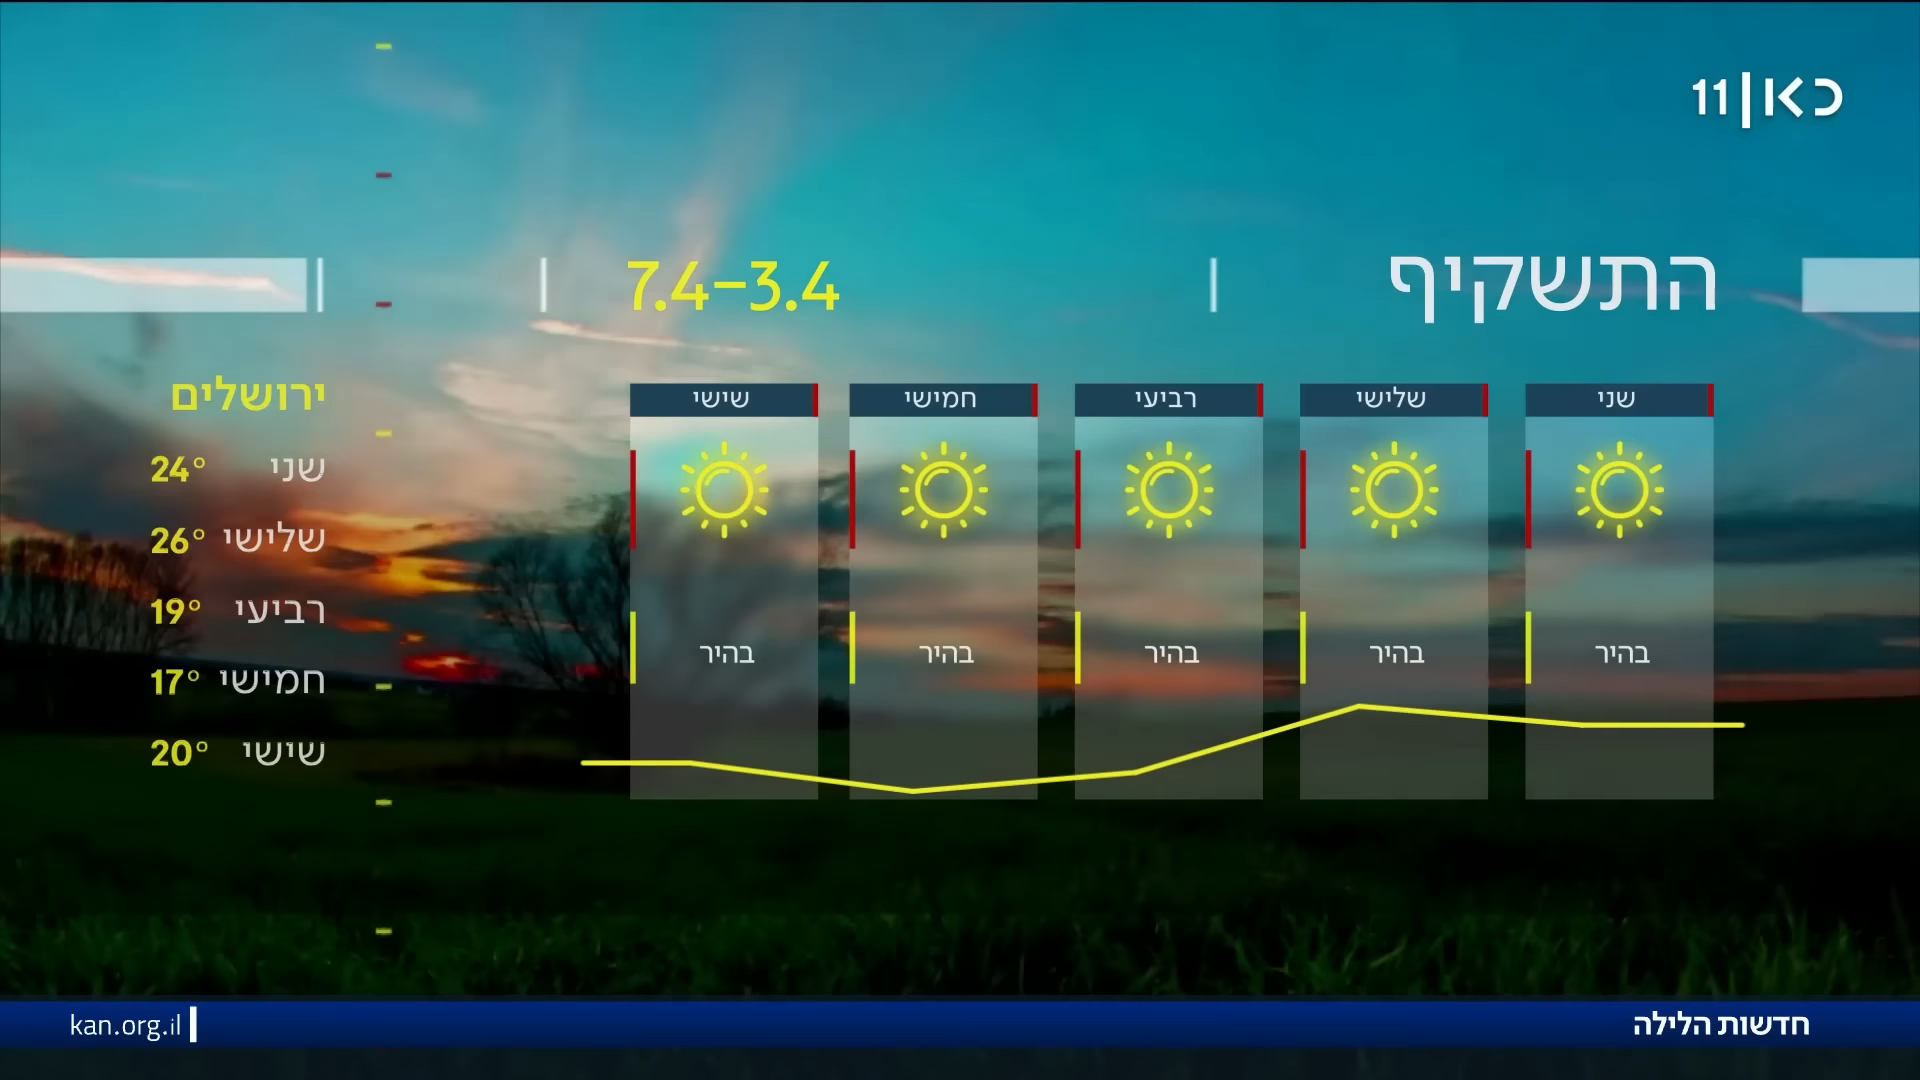 כאן 11
התשקיף
3.4-7.4
שני
שלישי
רביעי
חמישי
שישי
בהיר
בהיר
בהיר
בהיר
בהיר
ירושלים
שני 24°
שלישי 26°
רביעי 19°
חמישי 17°
שישי 20°
חדשות הלילה
kan.org.il